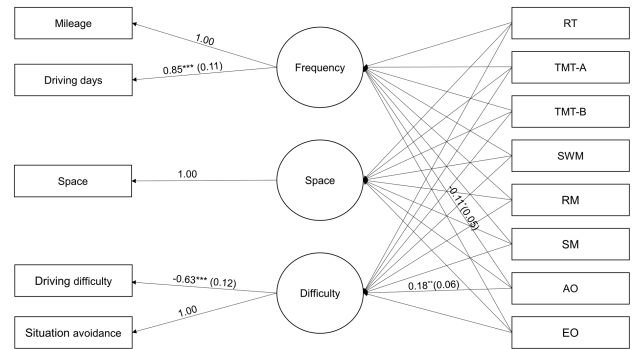 Mileage
Driving days
Space
Driving difficulty
Situation avoidance
1.00
0.85*** (0.11)
1.00
-0.63*** (0.12)
1.00
Frequency
Space
Difficulty
-0.11*(0.05)
0.18**(0.06)
RT
TMT-A
TMT-B
SWM
RM
SM
AO
EO